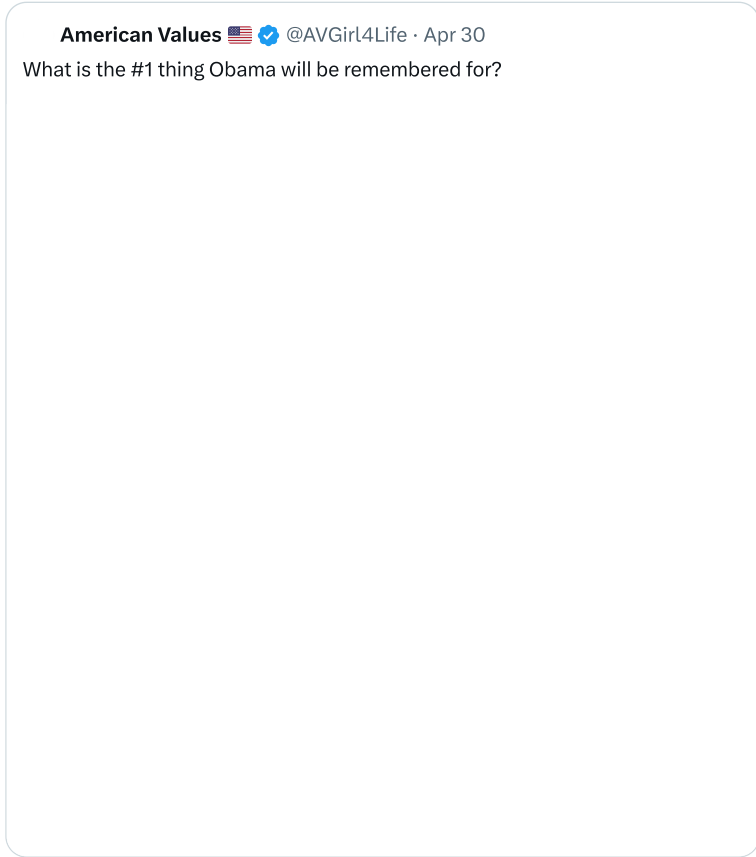 American Values 🇺🇸 @AVGirl4Life · Apr 30
What is the #1 thing Obama will be remembered for?